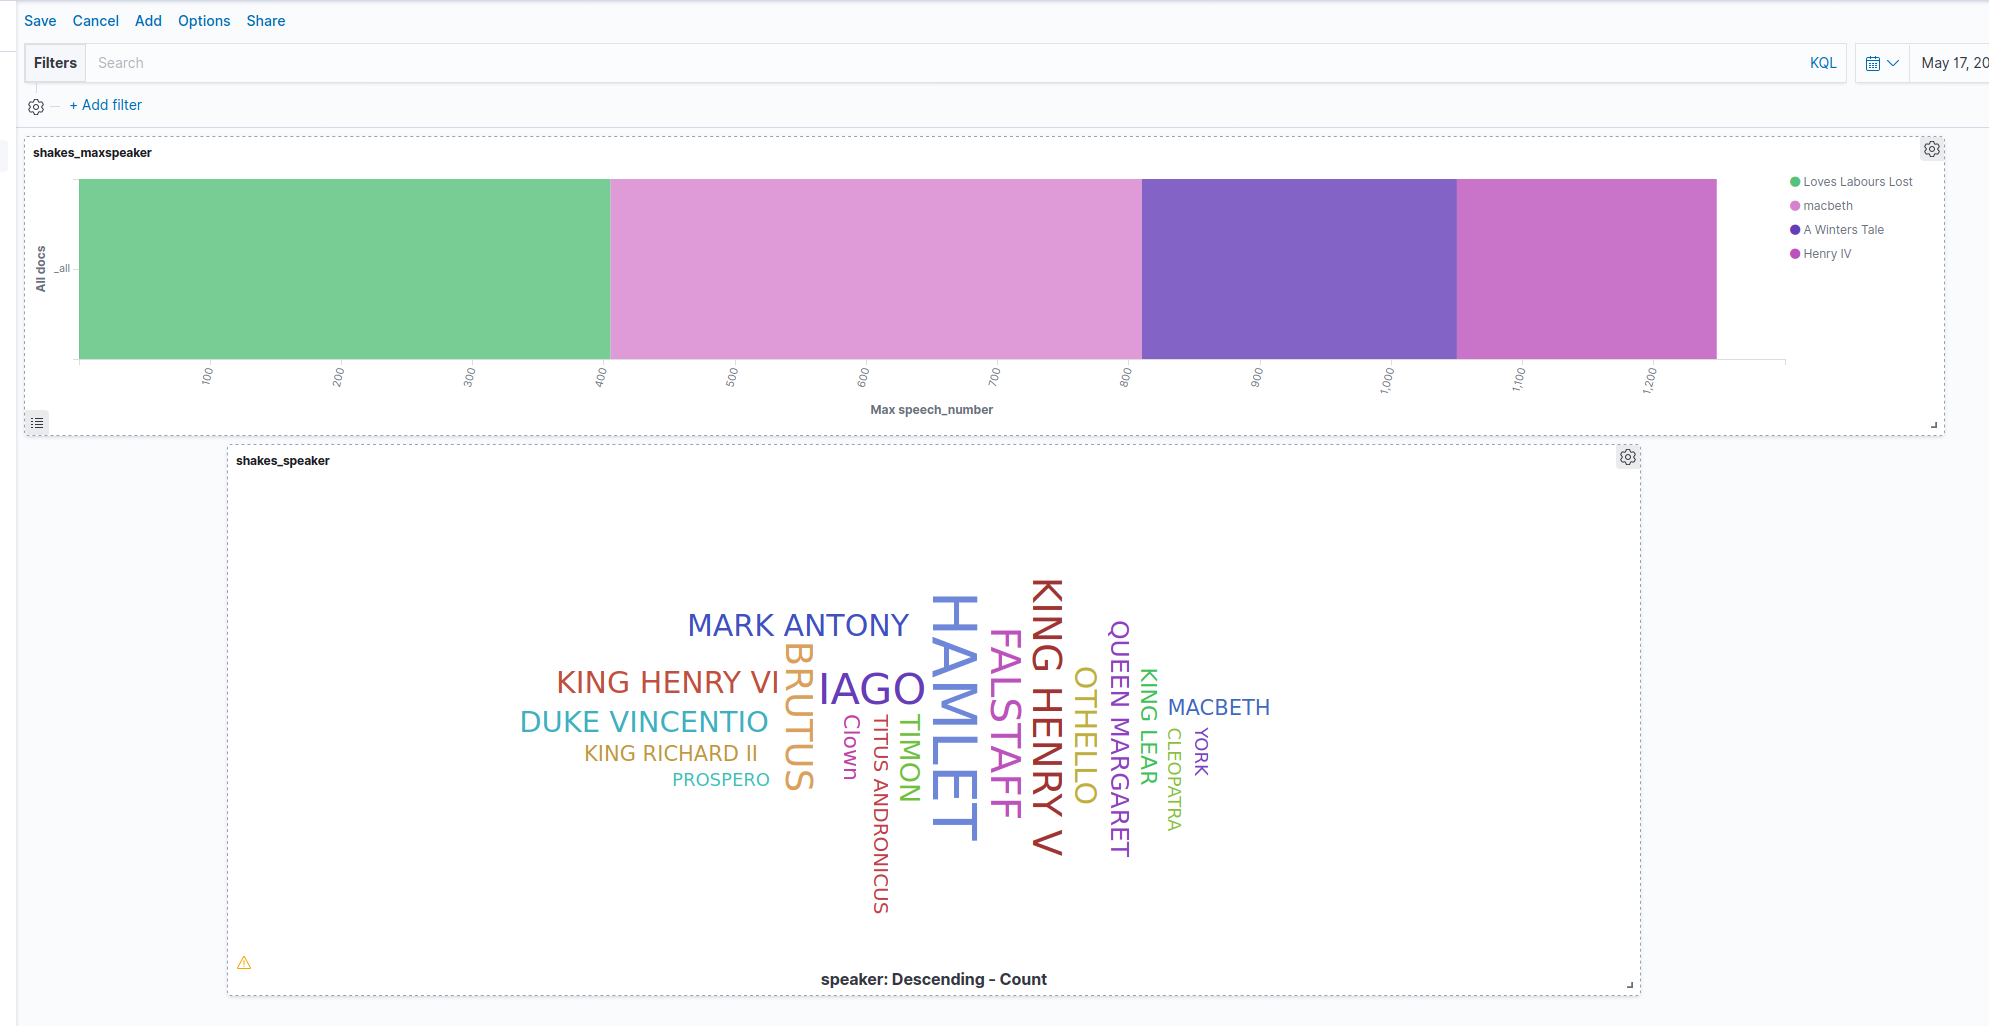 Save Cancel Add Options Share
Filters Search KQL May 17, 20
+ Add filter
shakes_maxspeaker
Loves Labours Lost
macbeth
A Winters Tale
Henry IV
All docs
_all
100 200 300 400 500 600 700 800 900 1,000 1,100 1,200
Max speech_number
shakes_speaker
MARK ANTONY
KING HENRY VI
DUKE VINCENTIO
KING RICHARD II
PROSPERO
BRUTUS
IAGO
Clown
TITUS ANDRONICUS
TIMON
HAMLET
FALSTAFF
KING HENRY V
OTHELLO
QUEEN MARGARET
KING LEAR
MACBETH
CLEOPATRA
YORK
speaker: Descending - Count